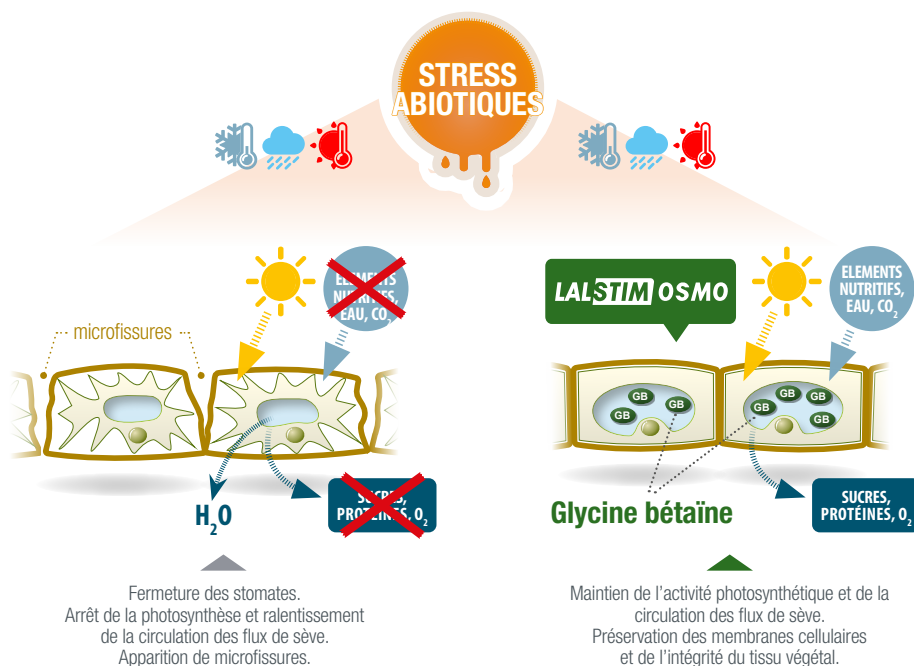 STRESS
ABIOTIQUES
ELEMENTS
NUTRITIFS,
EAU, CO₂
microfissures
H₂O
SUCRES,
PROTÉINES, O₂
Fermeture des stomates.
Arrêt de la photosynthèse et ralentissement
de la circulation des flux de sève.
Apparition de microfissures.
LALSTIM OSMO
ELEMENTS
NUTRITIFS,
EAU, CO₂
GB
GB
GB
GB
GB
GB
GB
Glycine bétaïne
SUCRES,
PROTÉINES, O₂
Maintien de l'activité photosynthétique et de la
circulation des flux de sève.
Préservation des membranes cellulaires
et de l'intégrité du tissu végétal.